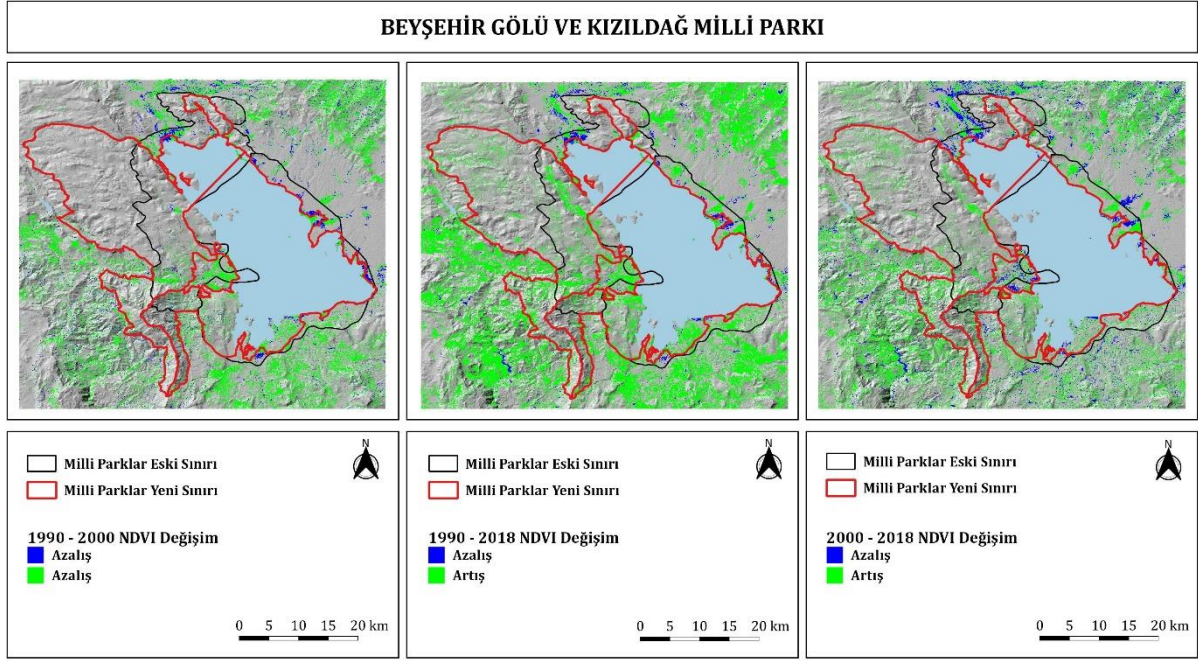 BEYŞEHİR GÖLÜ VE KIZILDAĞ MİLLİ PARKI
N
Milli Parklar Eski Sınırı
Milli Parklar Yeni Sınırı
1990 - 2000 NDVI Değişim
Azalış
Azalış
0 5 10 15 20 km
N
Milli Parklar Eski Sınırı
Milli Parklar Yeni Sınırı
1990 - 2018 NDVI Değişim
Azalış
Artış
0 5 10 15 20 km
N
Milli Parklar Eski Sınırı
Milli Parklar Yeni Sınırı
2000 - 2018 NDVI Değişim
Azalış
Artış
0 5 10 15 20 km